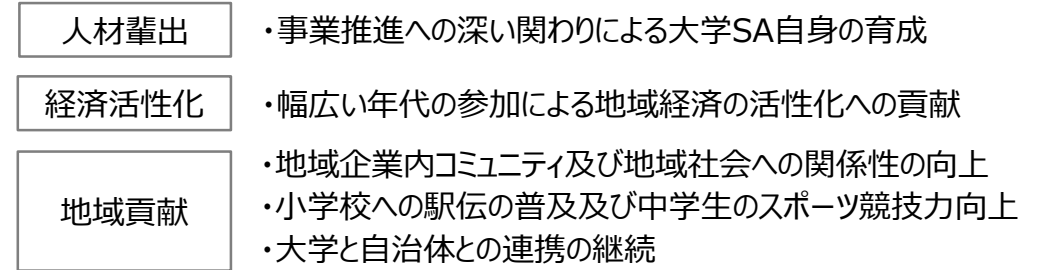 人材輩出
・事業推進への深い関わりによる大学SA自身の育成
経済活性化
・幅広い年代の参加による地域経済の活性化への貢献
地域貢献
・地域企業内コミュニティ及び地域社会への関係性の向上
・小学校への駅伝の普及及び中学生のスポーツ競技力向上
・大学と自治体との連携の継続